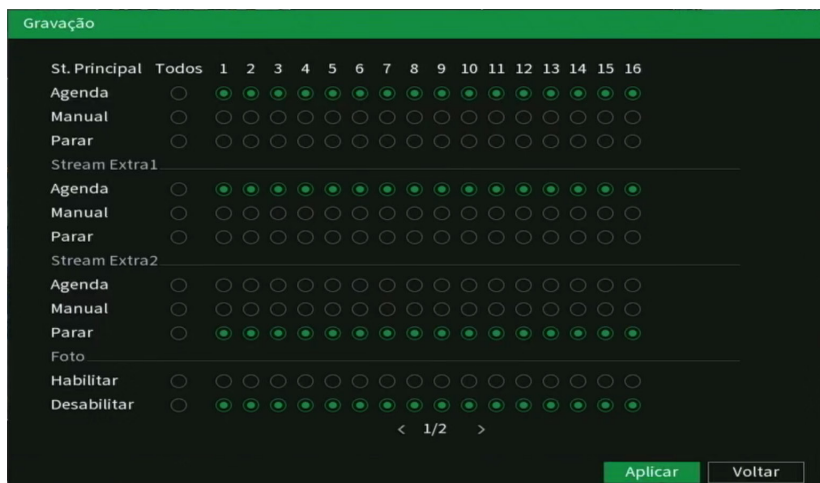 Gravação
St. Principal Todos 1 2 3 4 5 6 7 8 9 10 11 12 13 14 15 16
Agenda
Manual
Parar
Stream Extra1
Agenda
Manual
Parar
Stream Extra2
Agenda
Manual
Parar
Foto
Habilitar
Desabilitar
< 1/2 >
Aplicar Voltar